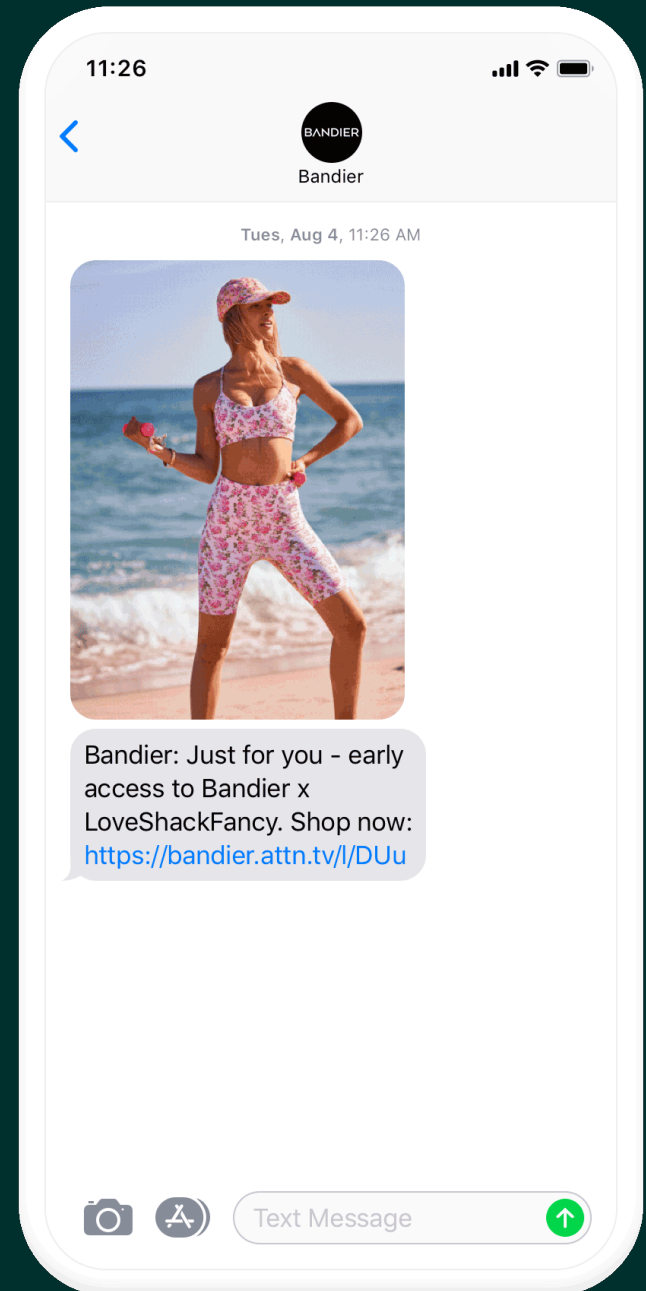 11:26
BANDIER
Bandier
Tues, Aug 4, 11:26 AM
Bandier: Just for you - early
access to Bandier x
LoveShackFancy. Shop now:
https://bandier.attn.tv/l/DUu
Text Message